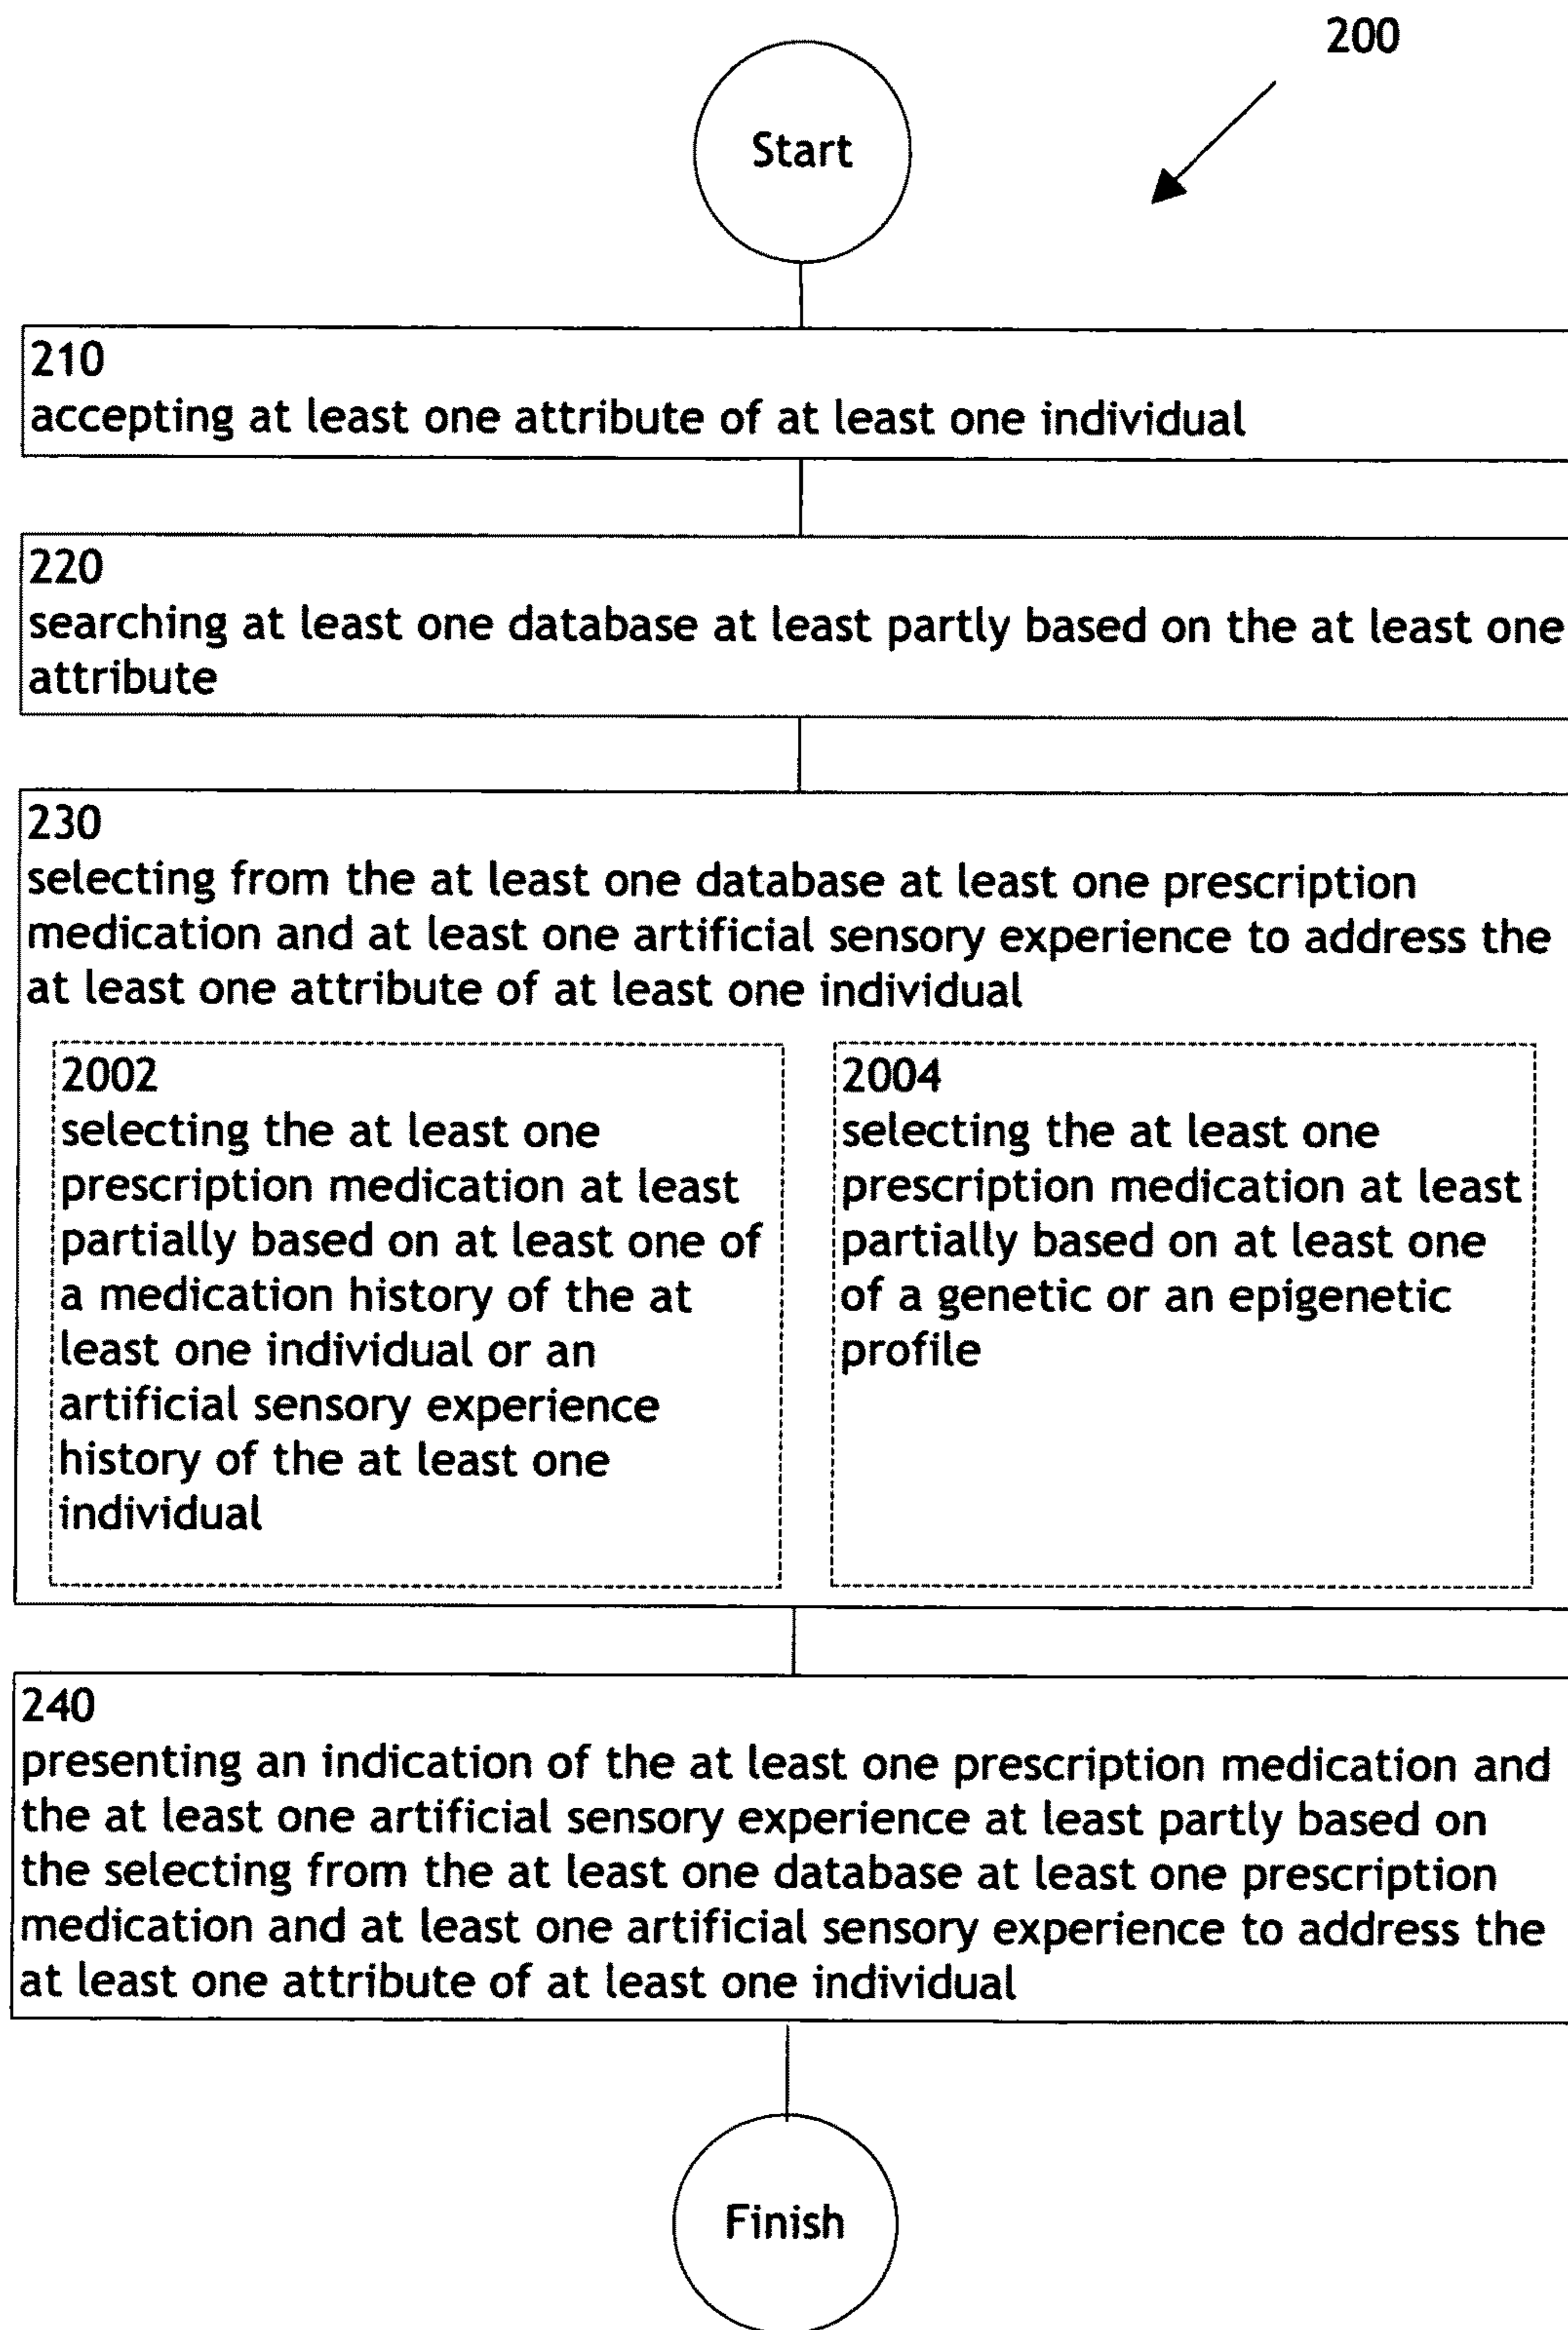 200
Start
210
accepting at least one attribute of at least one individual
220
searching at least one database at least partly based on the at least one
attribute
230
selecting from the at least one database at least one prescription
medication and at least one artificial sensory experience to address the
at least one attribute of at least one individual
2002
selecting the at least one
prescription medication at least
partially based on at least one of
a medication history of the at
least one individual or an
artificial sensory experience
history of the at least one
individual
2004
selecting the at least one
prescription medication at least
partially based on at least one
of a genetic or an epigenetic
profile
240
presenting an indication of the at least one prescription medication and
the at least one artificial sensory experience at least partly based on
the selecting from the at least one database at least one prescription
medication and at least one artificial sensory experience to address the
at least one attribute of at least one individual
Finish